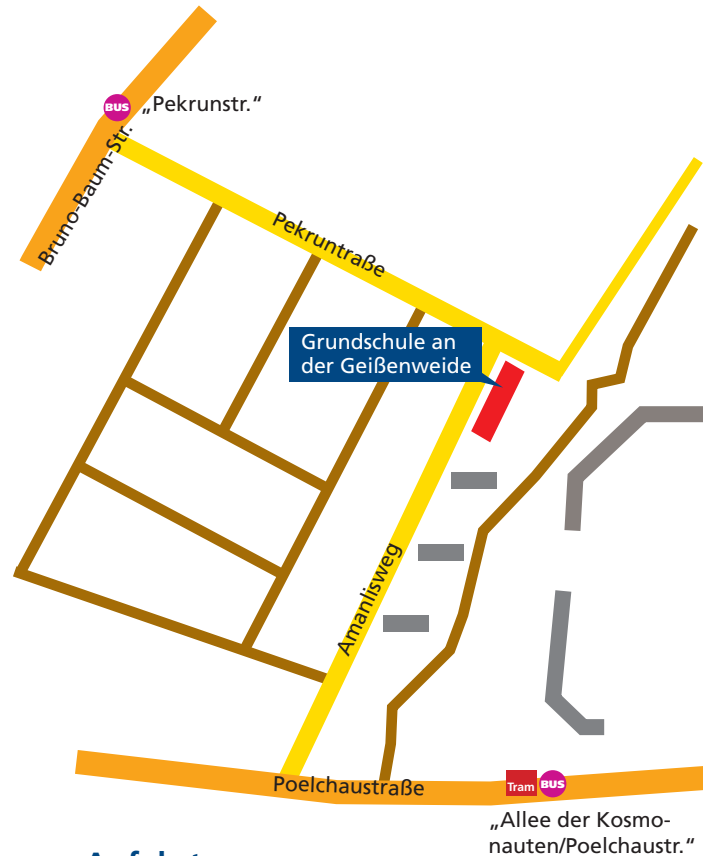 BUS
„Pekrunstr.“
Bruno-Baum-Str.
Pekruntraße
Grundschule an
der Geißenweide
Amanlisweg
Poelchaustraße
Tram
BUS
„Allee der Kosmo-
nauten/Poelchaustr.“